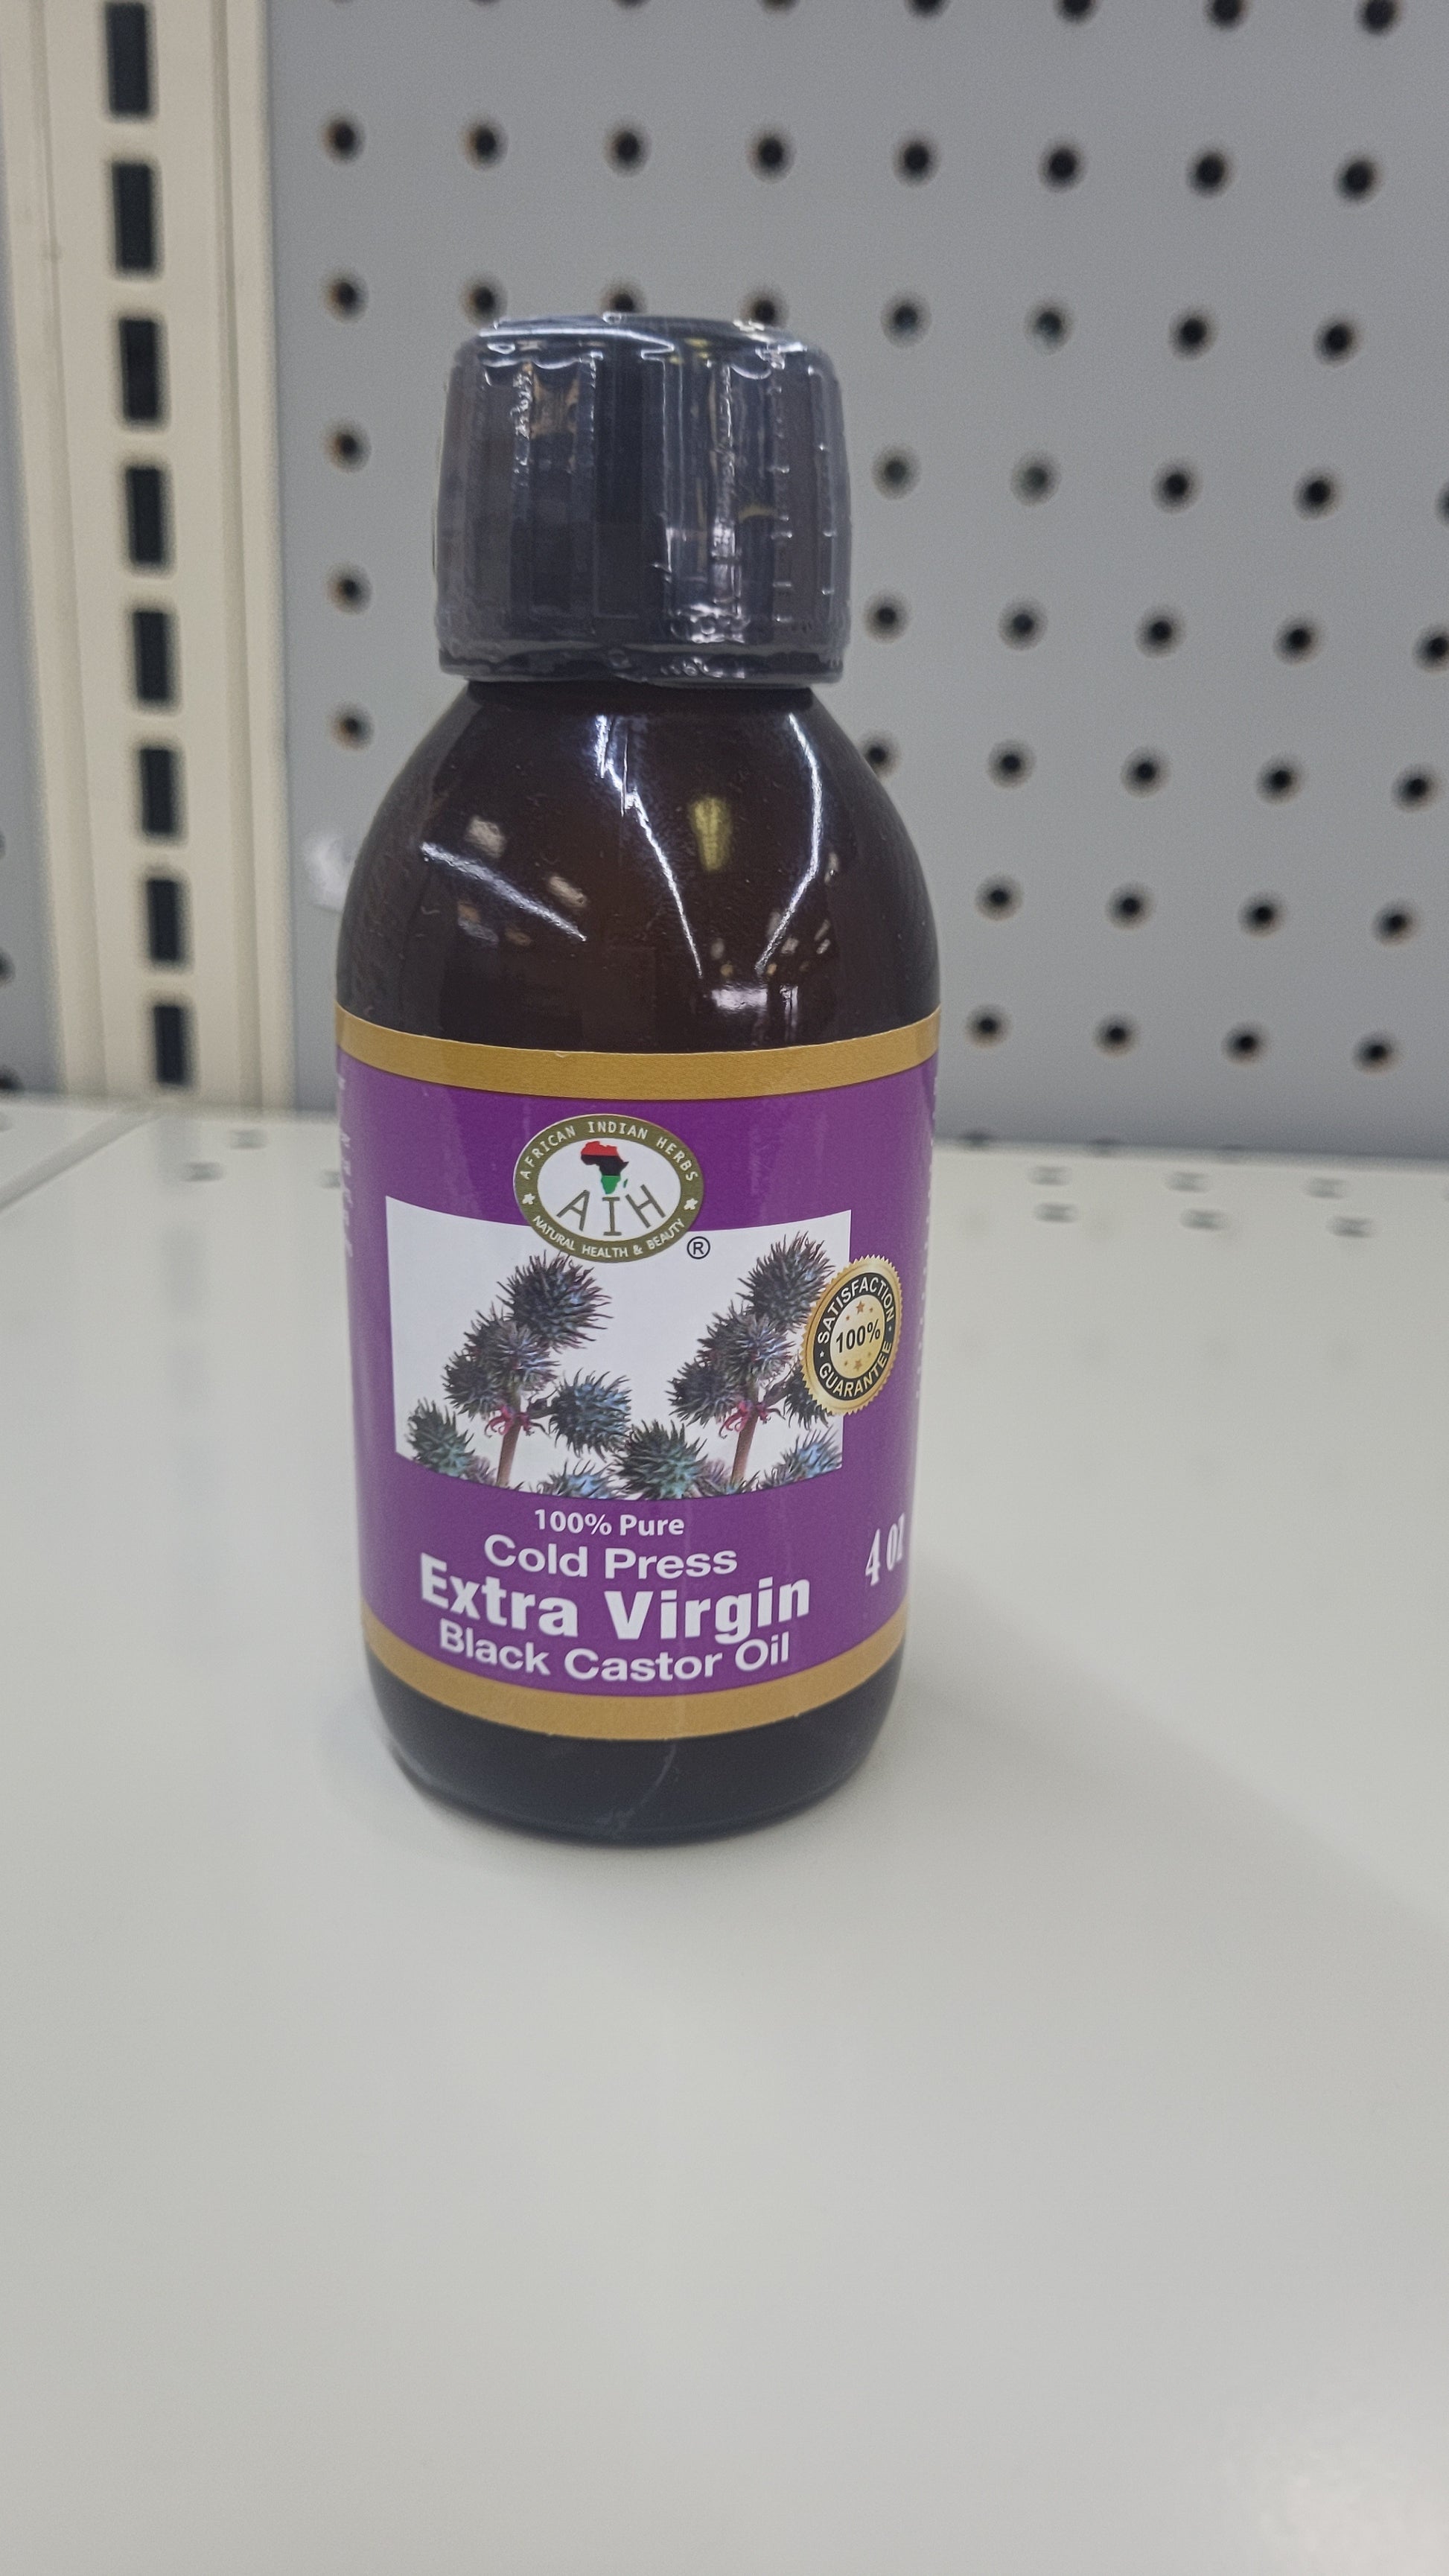 AFRICAN INDIAN HERBS
AIH
NATURAL HEALTH & BEAUTY
®
SATISFACTION
100%
GUARANTEE
100% Pure
Cold Press
Extra Virgin
Black Castor Oil
4 oz